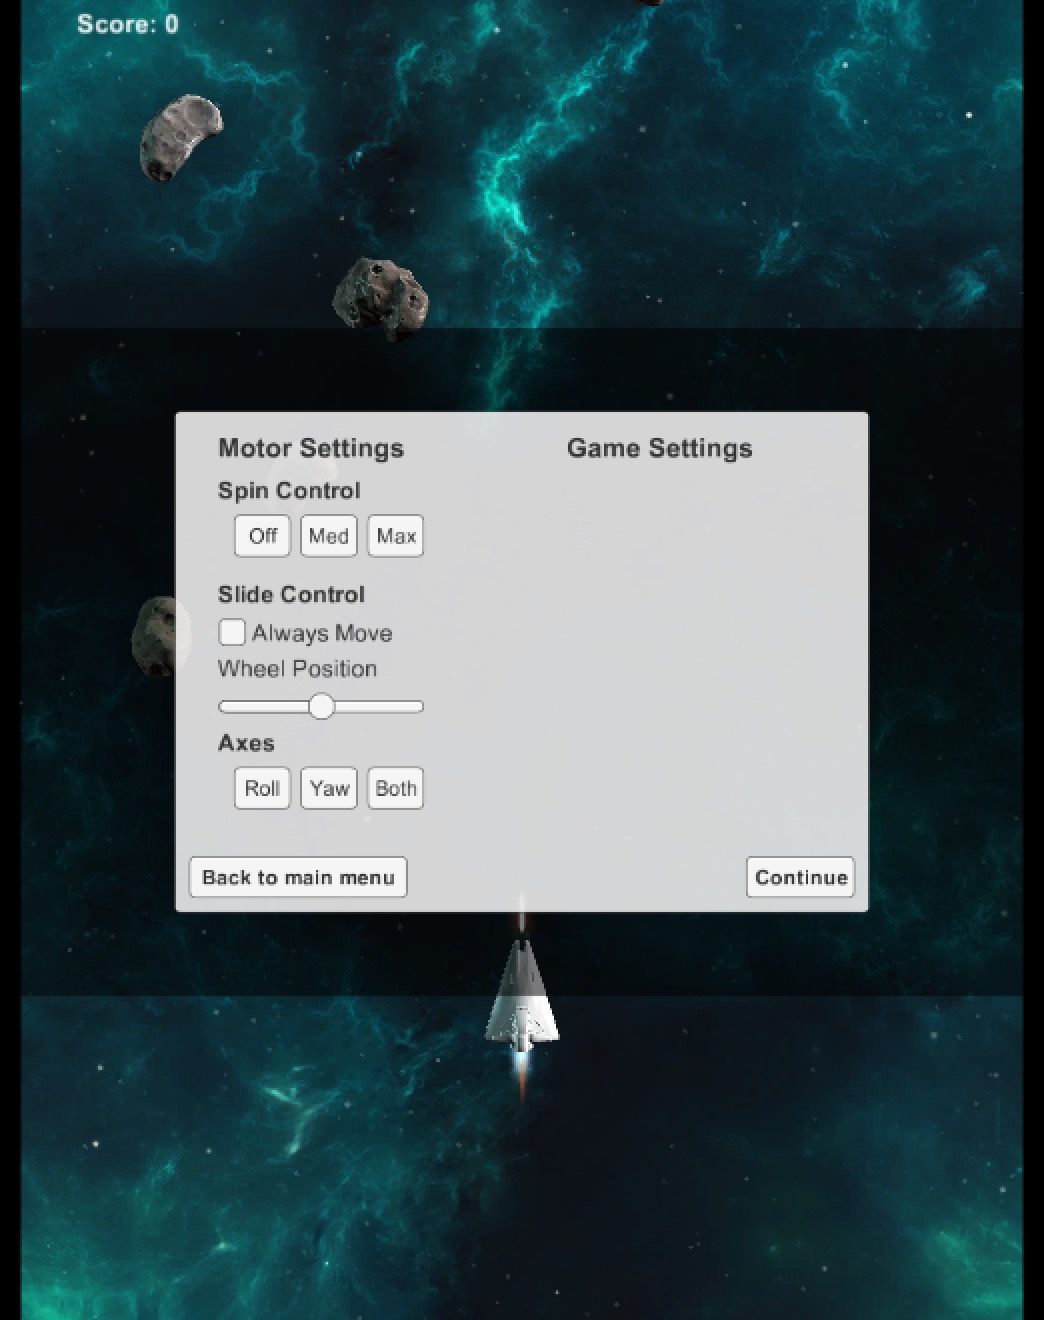 Score: 0
Motor Settings
Game Settings
Spin Control
Off Med Max
Slide Control
Always Move
Wheel Position
Axes
Roll Yaw Both
Back to main menu
Continue